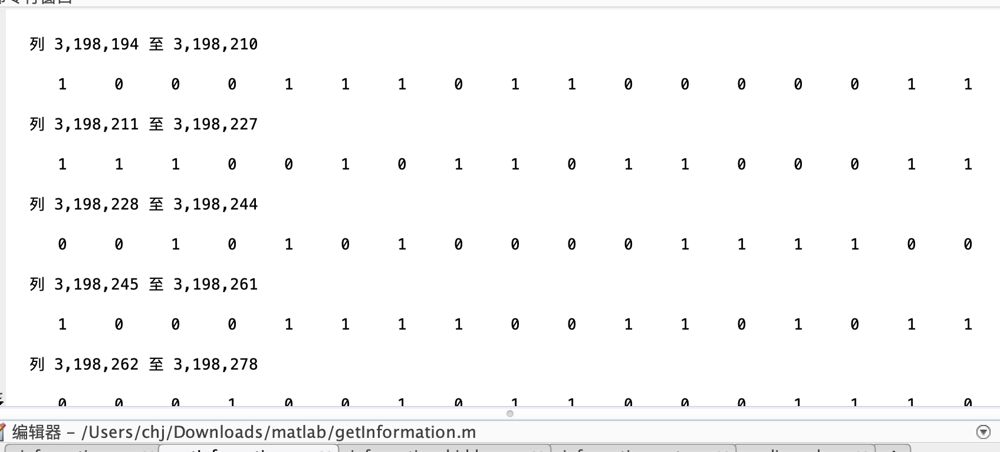 列 3,198,194 至 3,198,210
1 0 0 0 1 1 1 0 1 1 0 0 0 0 0 1 1
列 3,198,211 至 3,198,227
1 1 1 0 0 1 0 1 1 0 1 1 0 0 0 1 1
列 3,198,228 至 3,198,244
0 0 1 0 1 0 1 0 0 0 0 1 1 1 1 0 0
列 3,198,245 至 3,198,261
1 0 0 0 1 1 1 1 0 0 1 1 0 1 0 1 1
列 3,198,262 至 3,198,278
0 0 0 1 0 0 1 0 1 1 0 0 0 1 1 1 0
编辑器 – /Users/chj/Downloads/matlab/getInformation.m